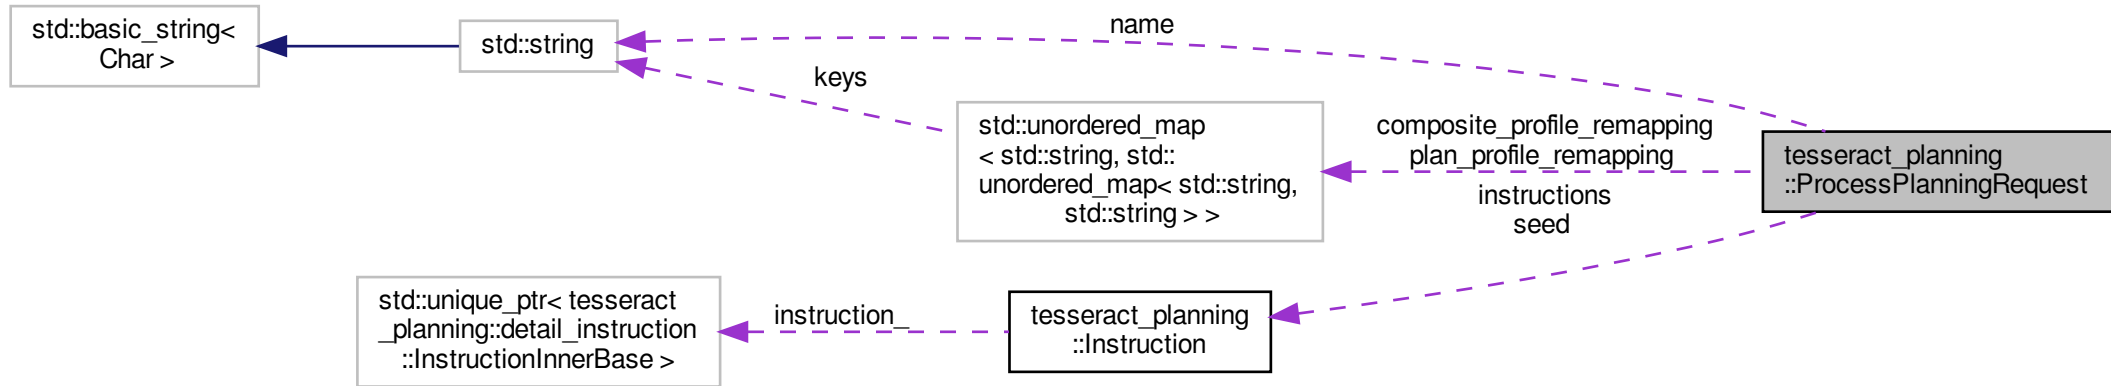 std::basic_string<
Char >
std::string
name
keys
std::unordered_map
< std::string, std::
unordered_map< std::string,
std::string > >
composite_profile_remapping
plan_profile_remapping
instructions
seed
tesseract_planning
::ProcessPlanningRequest
std::unique_ptr< tesseract
_planning::detail_instruction
::InstructionInnerBase >
instruction_
tesseract_planning
::Instruction